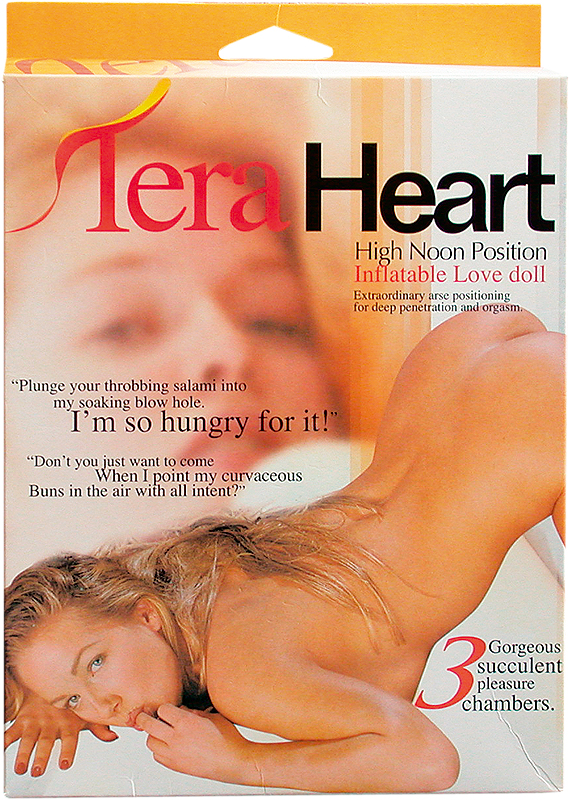 Tera Heart
High Noon Position
Inflatable Love doll
Extraordinary arse positioning
for deep penetration and orgasm.
"Plunge your throbbing salami into
my soaking blow hole.
I'm so hungry for it!"
"Don't you just want to come
When I point my curvaceous
Buns in the air with all intent?"
3 Gorgeous
succulent
pleasure
chambers.